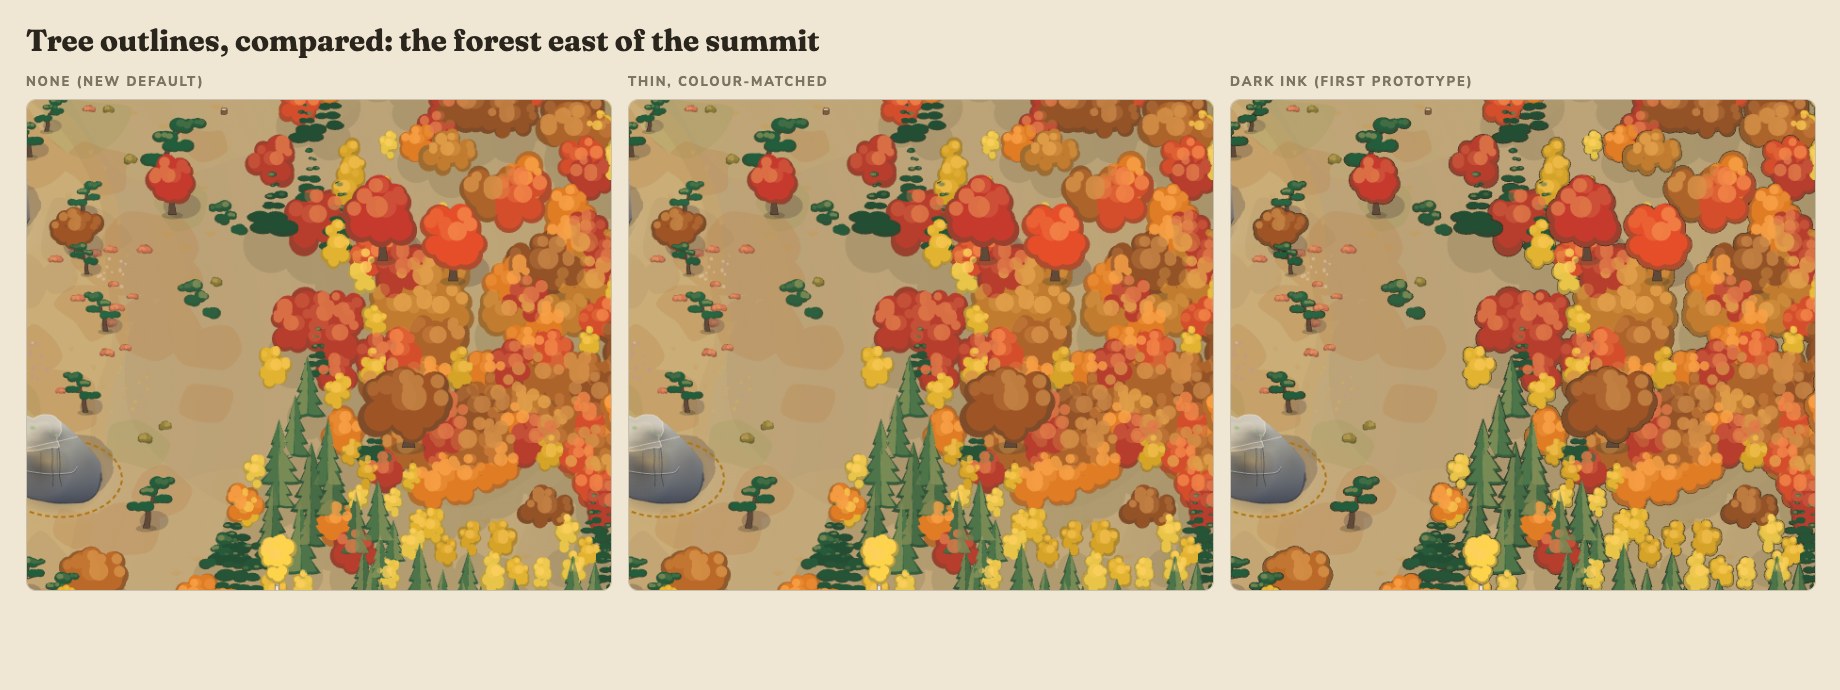 Tree outlines, compared: the forest east of the summit
NONE (NEW DEFAULT)
THIN, COLOUR-MATCHED
DARK INK (FIRST PROTOTYPE)